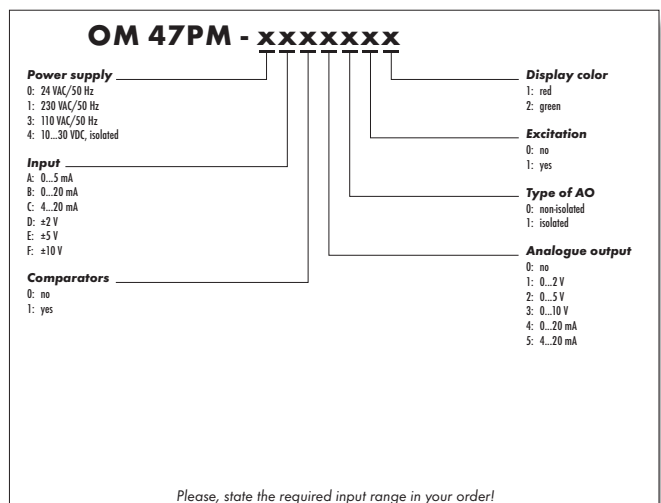 OM 47PM - xxxxxxx
Power supply
0: 24 VAC/50 Hz
1: 230 VAC/50 Hz
3: 110 VAC/50 Hz
4: 10...30 VDC, isolated
Input
A: 0...5 mA
B: 0...20 mA
C: 4...20 mA
D: ±2 V
E: ±5 V
F: ±10 V
Comparators
0: no
1: yes
Display color
1: red
2: green
Excitation
0: no
1: yes
Type of AO
0: non-isolated
1: isolated
Analogue output
0: no
1: 0...2 V
2: 0...5 V
3: 0...10 V
4: 0...20 mA
5: 4...20 mA
Please, state the required input range in your order!